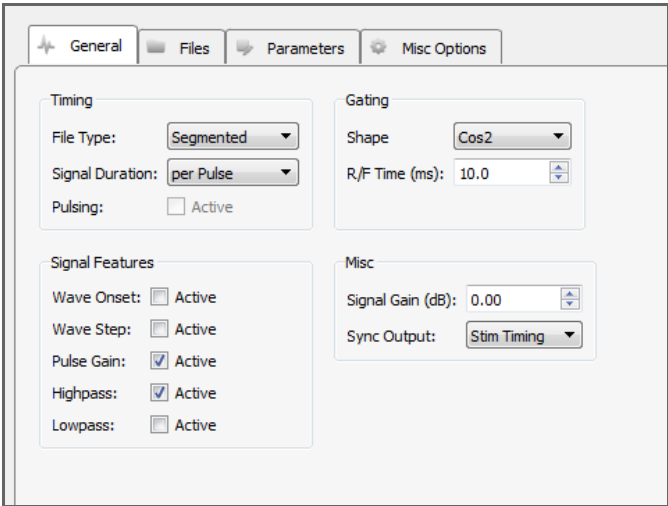 General Files Parameters Misc Options
Timing
File Type: Segmented
Signal Duration: per Pulse
Pulsing: Active
Gating
Shape Cos2
R/F Time (ms): 10.0
Signal Features
Wave Onset: Active
Wave Step: Active
Pulse Gain: Active
Highpass: Active
Lowpass: Active
Misc
Signal Gain (dB): 0.00
Sync Output: Stim Timing